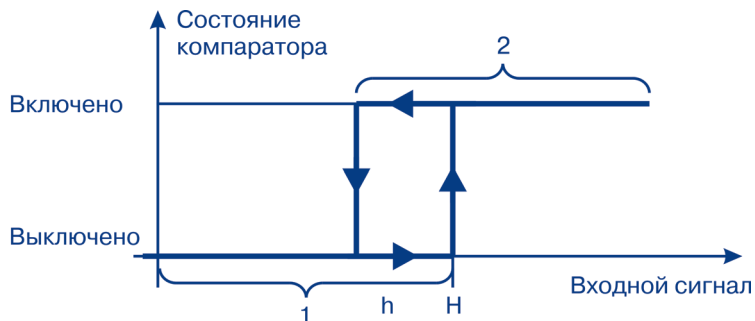 Состояние
компаратора
2
Включено
Выключено
Входной сигнал
1
h
H